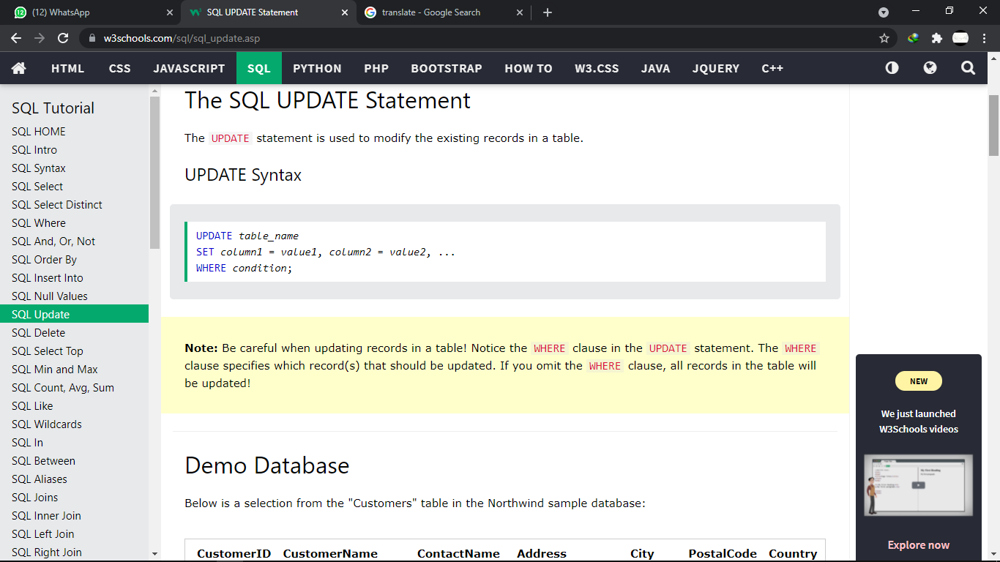 (12) WhatsApp
SQL UPDATE Statement
translate - Google Search
w3schools.com/sql/sql_update.asp
HTML CSS JAVASCRIPT SQL PYTHON PHP BOOTSTRAP HOW TO W3.CSS JAVA JQUERY C++
SQL Tutorial
SQL HOME
SQL Intro
SQL Syntax
SQL Select
SQL Select Distinct
SQL Where
SQL And, Or, Not
SQL Order By
SQL Insert Into
SQL Null Values
SQL Update
SQL Delete
SQL Select Top
SQL Min and Max
SQL Count, Avg, Sum
SQL Like
SQL Wildcards
SQL In
SQL Between
SQL Aliases
SQL Joins
SQL Inner Join
SQL Left Join
SQL Right Join
The SQL UPDATE Statement
The UPDATE statement is used to modify the existing records in a table.
UPDATE Syntax
UPDATE table_name
SET column1 = value1, column2 = value2, ...
WHERE condition;
Note: Be careful when updating records in a table! Notice the WHERE clause in the UPDATE statement. The WHERE
clause specifies which record(s) that should be updated. If you omit the WHERE clause, all records in the table will
be updated!
Demo Database
Below is a selection from the "Customers" table in the Northwind sample database:
CustomerID CustomerName ContactName Address City PostalCode Country
NEW
We just launched
W3Schools videos
Explore now